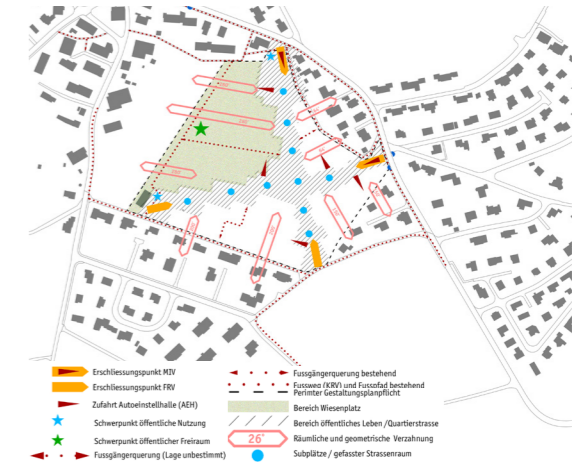 Erschliessungspunkt MIV
Erschliessungspunkt FRV
Zufahrt Autoeinstellhalle (AEH)
Schwerpunkt öffentliche Nutzung
Schwerpunkt öffentlicher Freiraum
Fussgängerquerung (Lage unbestimmt)
Fussgängerquerung bestehend
Fussweg (KRV) und Fusspfad bestehend
Perimter Gestaltungsplanpflicht
Bereich Wiesenplatz
Bereich öffentliches Leben /Quartierstrasse
26°
Räumliche und geometrische Verzahnung
Subplätze / gefasster Strassenraum